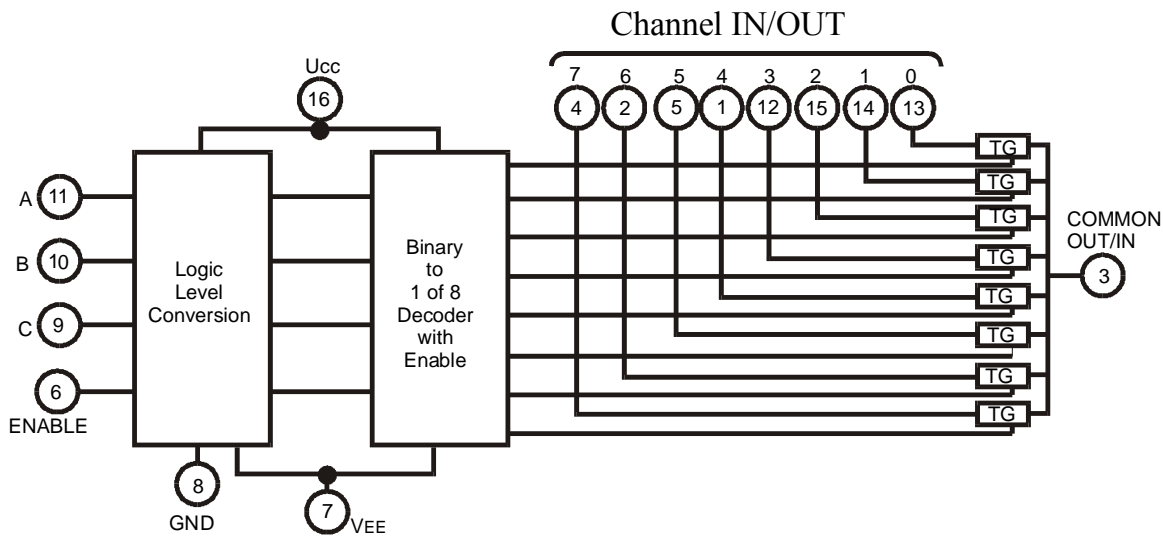 Channel IN/OUT
Ucc
7 6 5 4 3 2 1 0
16
4 2 5 1 12 15 14 13
TG
TG
TG
TG
TG
TG
TG
TG
COMMON
OUT/IN
3
A 11
B 10
C 9
6
ENABLE
Logic
Level
Conversion
Binary
to
1 of 8
Decoder
with
Enable
8
GND
7
VEE